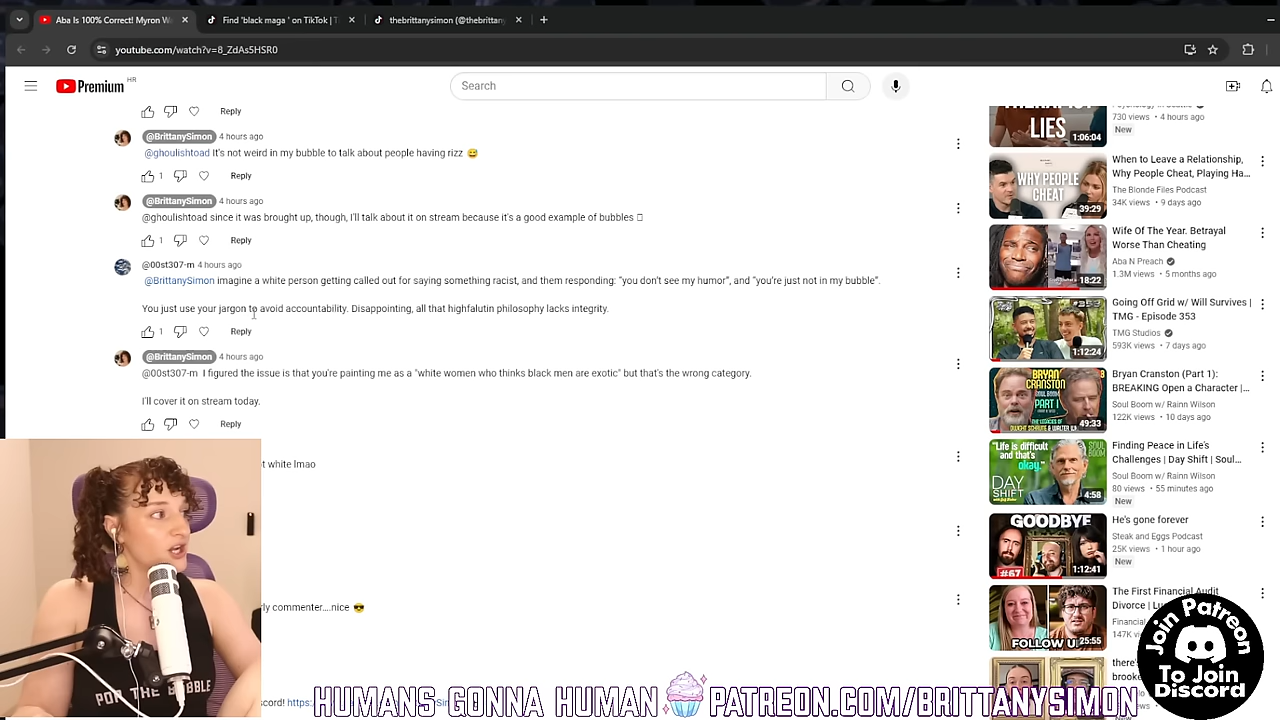 Aba Is 100% Correct! Myron W
Find 'black maga ' on TikTok | T
thebrittanysimon (@thebrittany
youtube.com/watch?v=8_ZdAs5HSR0
Premium HR
Search
Reply
@BrittanySimon 4 hours ago
@ghoulishtoad It's not weird in my bubble to talk about people having rizz 😅
1 Reply
@BrittanySimon 4 hours ago
@ghoulishtoad since it was brought up, though, I'll talk about it on stream because it's a good example of bubbles
1 Reply
@00st307-m 4 hours ago
@BrittanySimon imagine a white person getting called out for saying something racist, and them responding: "you don't see my humor", and "you're just not in my bubble".
You just use your jargon to avoid accountability. Disappointing, all that highfalutin philosophy lacks integrity.
1 Reply
@BrittanySimon 4 hours ago
@00st307-m I figured the issue is that you're painting me as a "white women who thinks black men are exotic" but that's the wrong category.
I'll cover it on stream today.
Reply
t white lmao
rly commenter....nice 😎
LIES
1:06:04
730 views • 4 hours ago
New
WHY PEOPLE
CHEAT
39:29
When to Leave a Relationship,
Why People Cheat, Playing Ha...
The Blonde Files Podcast
34K views • 9 days ago
18:22
Wife Of The Year. Betrayal
Worse Than Cheating
Aba N Preach
1.3M views • 5 months ago
1:12:24
Going Off Grid w/ Will Survives |
TMG - Episode 353
TMG Studios
593K views • 7 days ago
BRYAN
CRANSTON
PART 1
49:33
Bryan Cranston (Part 1):
BREAKING Open a Character |...
Soul Boom w/ Rainn Wilson
122K views • 10 days ago
"Life is difficult
and that's
okay."
DAY
SHIFT
4:58
Finding Peace in Life's
Challenges | Day Shift | Soul...
Soul Boom w/ Rainn Wilson
80 views • 55 minutes ago
New
GOODBYE
#67
1:12:41
He's gone forever
Steak and Eggs Podcast
25K views • 1 hour ago
New
FOLLOW U
25:55
The First Financial Audit
Divorce | Lu
Financial
147K
there'
brooke
POP THE BUBBLE
HUMANS GONNA HUMAN PATREON.COM/BRITTANYSIMON
Join Patreon
To Join
Discord